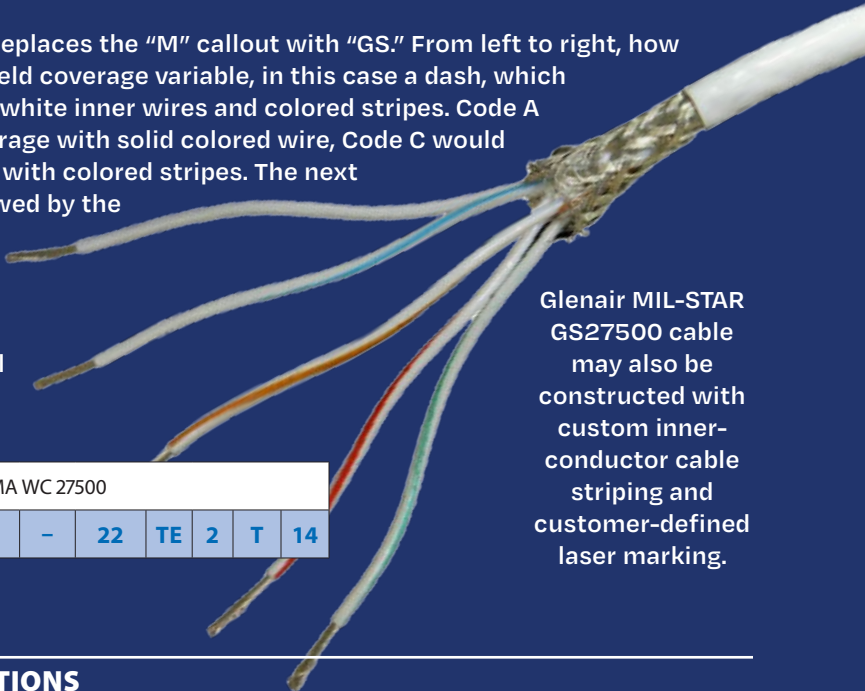 eplaces the “M” callout with “GS.” From left to right, how
eld coverage variable, in this case a dash, which
white inner wires and colored stripes. Code A
rage with solid colored wire, Code C would
with colored stripes. The next
wed by the
Glenair MIL-STAR
GS27500 cable
may also be
constructed with
custom inner-
conductor cable
striping and
customer-defined
laser marking.
MA WC 27500
– 22 TE 2 T 14
TIONS